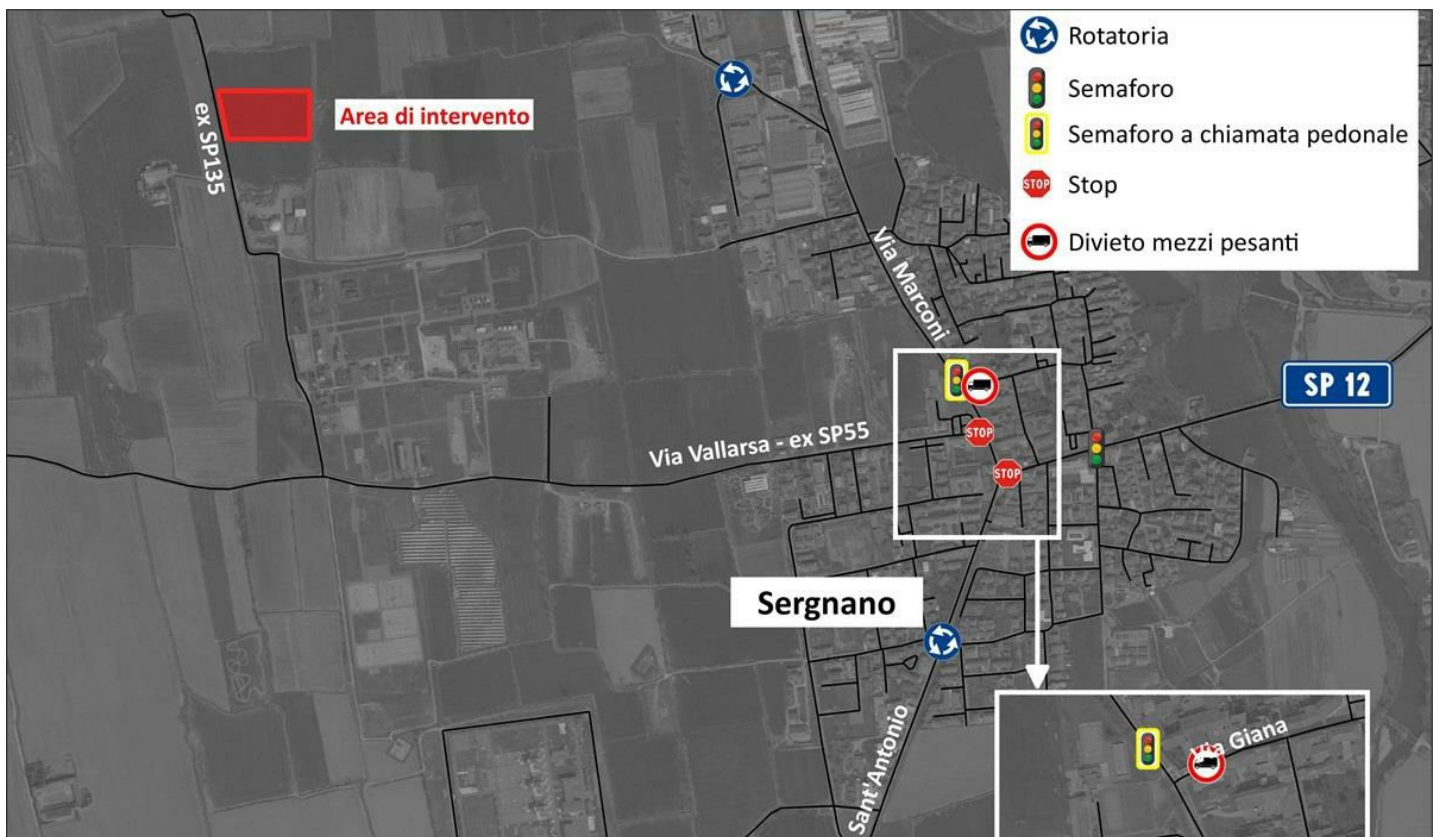 Rotatoria
Semaforo
Semaforo a chiamata pedonale
STOP Stop
Divieto mezzi pesanti
Area di intervento
ex SP135
Via Marconi
SP 12
Via Vallarsa - ex SP55
STOP
STOP
Sergnano
Sant'Antonio
Via Giana